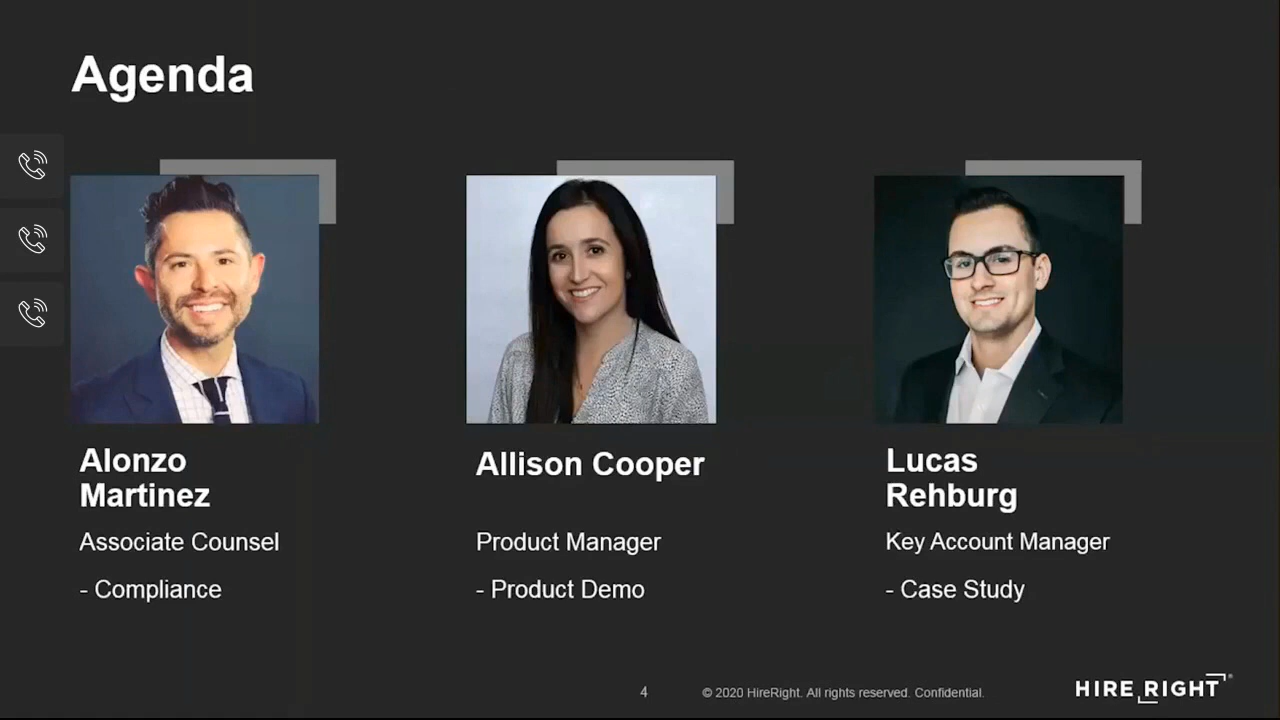 Agenda
Alonzo
Martinez
Associate Counsel
- Compliance
Allison Cooper
Product Manager
- Product Demo
Lucas
Rehburg
Key Account Manager
- Case Study
4
© 2020 HireRight. All rights reserved. Confidential.
HIRE RIGHT®